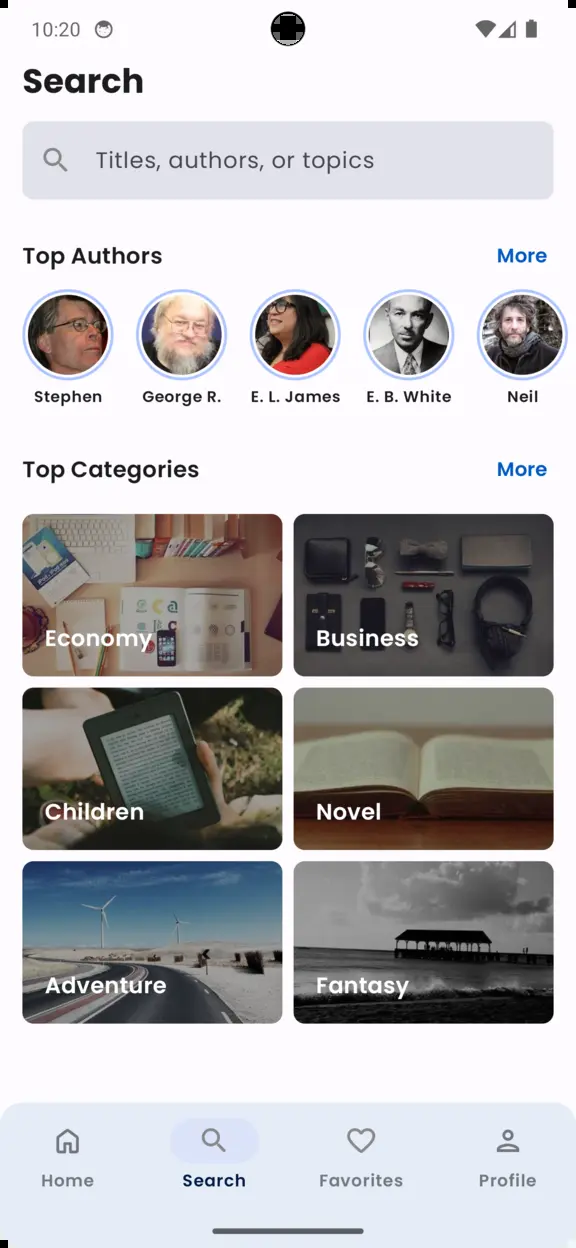 10:20
Search
Titles, authors, or topics
Top Authors
More
Stephen
George R.
E. L. James
E. B. White
Neil
Top Categories
More
Economy
Business
Children
Novel
Adventure
Fantasy
Home
Search
Favorites
Profile